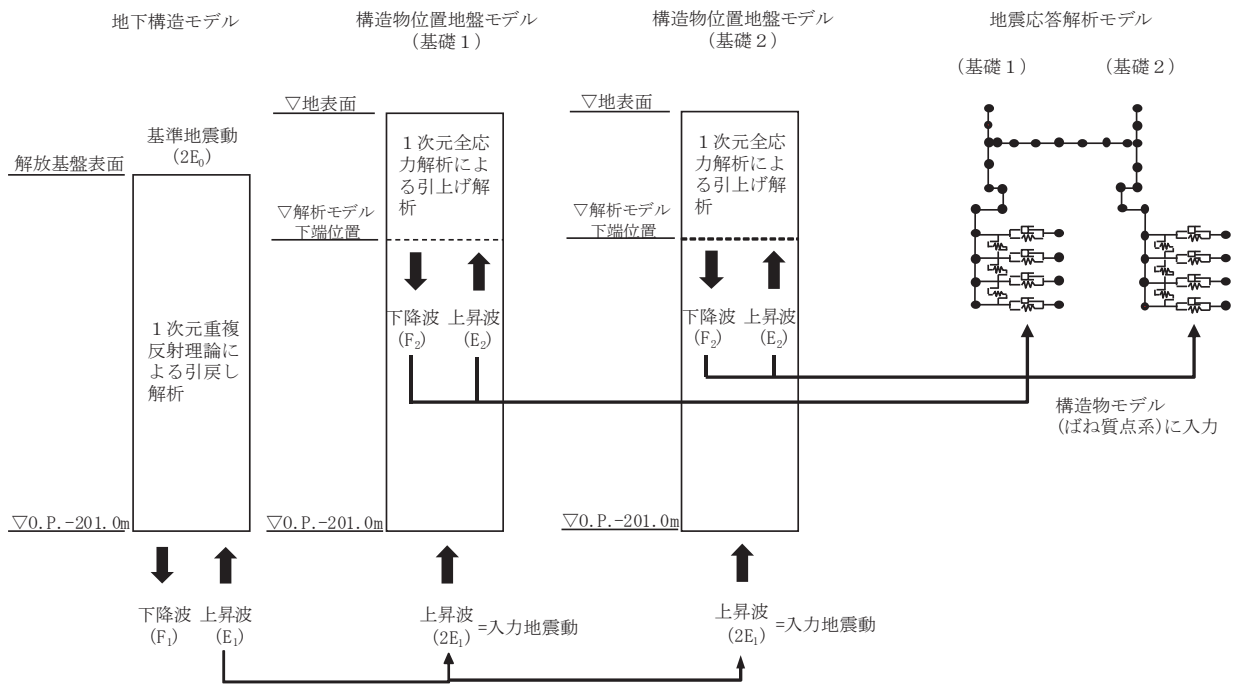 地下構造モデル
構造物位置地盤モデル
(基礎１)
構造物位置地盤モデル
(基礎２)
地震応答解析モデル
(基礎１)
(基礎２)
解放基盤表面
基準地震動
(2E₀)
１次元重複
反射理論に
よる引戻し
解析
▽O.P.-201.0m
下降波
(F₁)
上昇波
(E₁)
▽地表面
１次元全応
力解析によ
る引上げ解
析
▽解析モデル
下端位置
下降波
(F₂)
上昇波
(E₂)
▽O.P.-201.0m
上昇波
(2E₁)
=入力地震動
▽地表面
１次元全応
力解析によ
る引上げ解
析
▽解析モデル
下端位置
下降波
(F₂)
上昇波
(E₂)
▽O.P.-201.0m
上昇波
(2E₁)
=入力地震動
構造物モデル
(ばね質点系)に入力